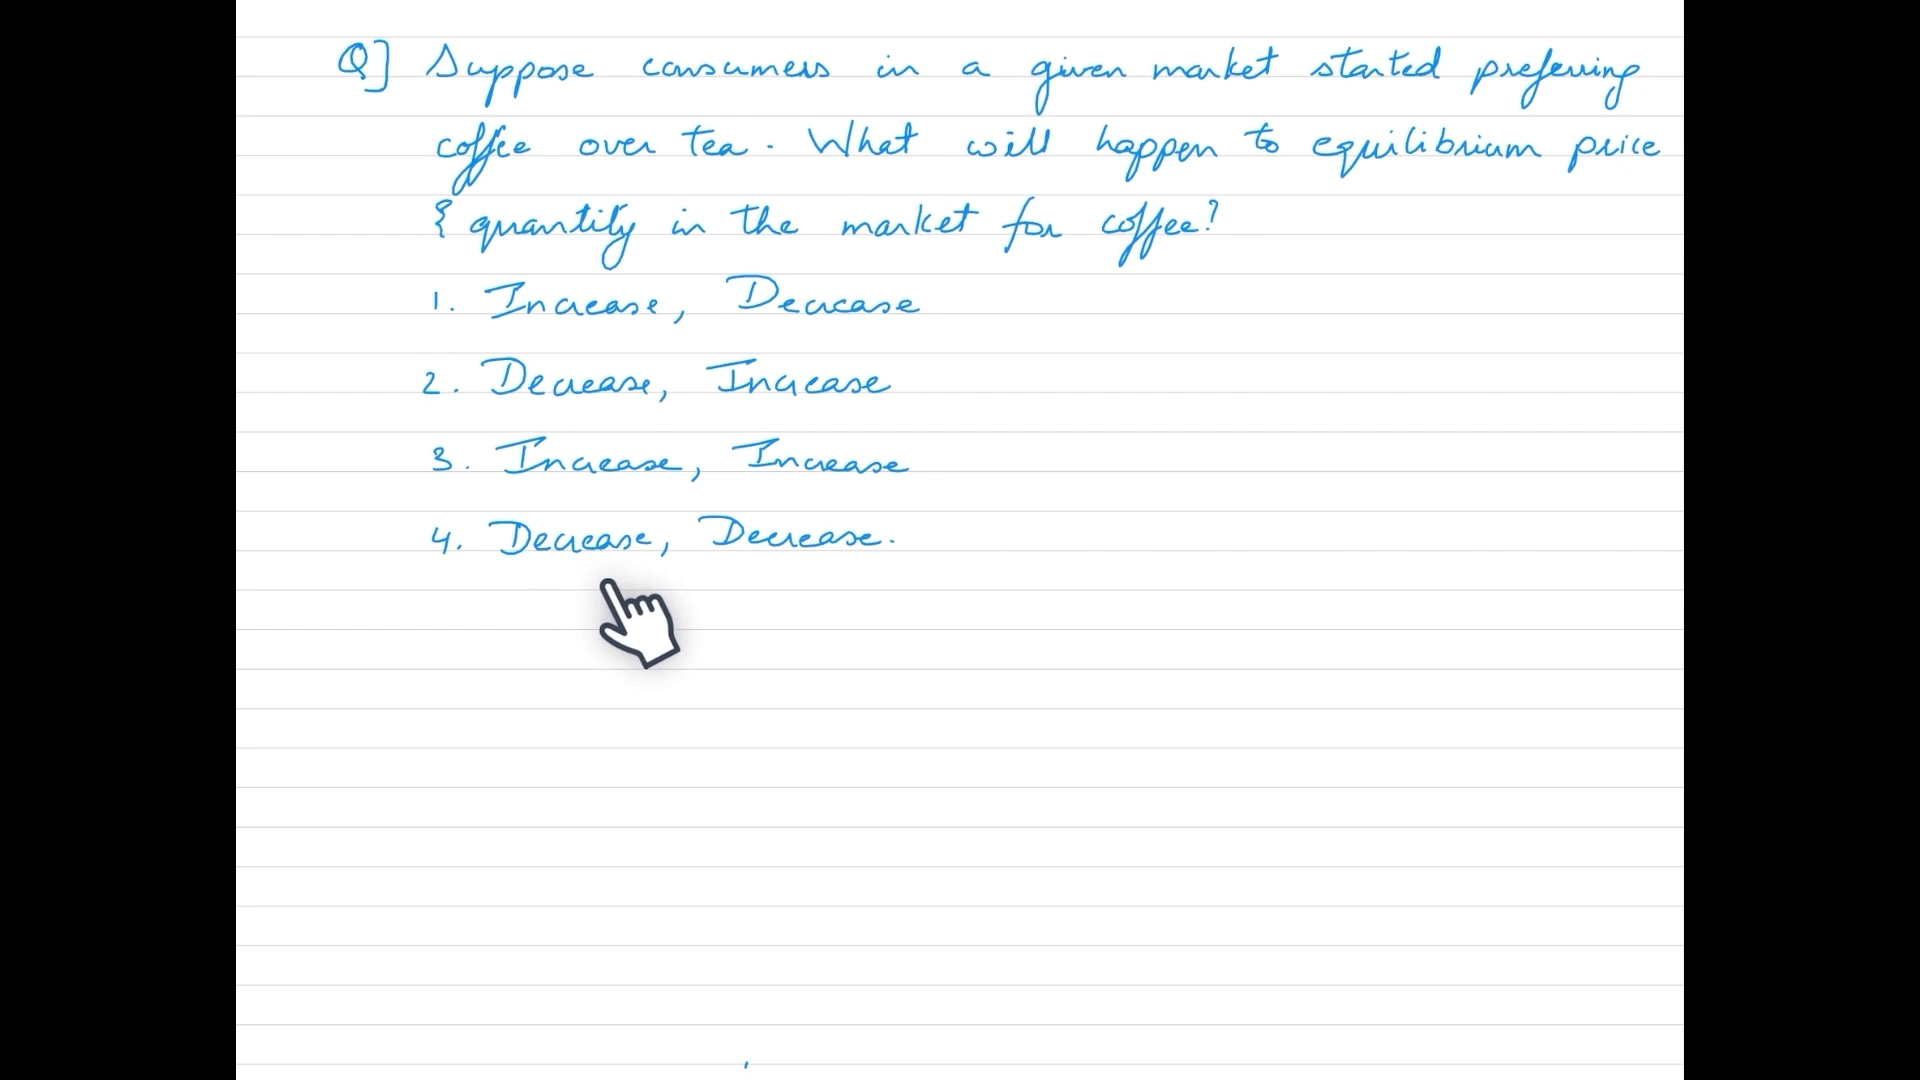 Q] Suppose consumers in a given market started preferring
coffee over tea. What will happen to equilibrium price
& quantity in the market for coffee?
1. Increase, Decrease
2. Decrease, Increase
3. Increase, Increase
4. Decrease, Decrease.